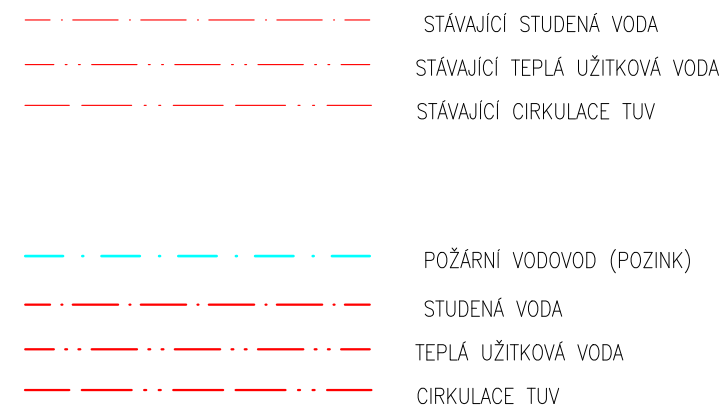 STÁVAJÍCÍ STUDENÁ VODA
STÁVAJÍCÍ TEPLÁ UŽITKOVÁ VODA
STÁVAJÍCÍ CIRKULACE TUV
POŽÁRNÍ VODOVOD (POZINK)
STUDENÁ VODA
TEPLÁ UŽITKOVÁ VODA
CIRKULACE TUV